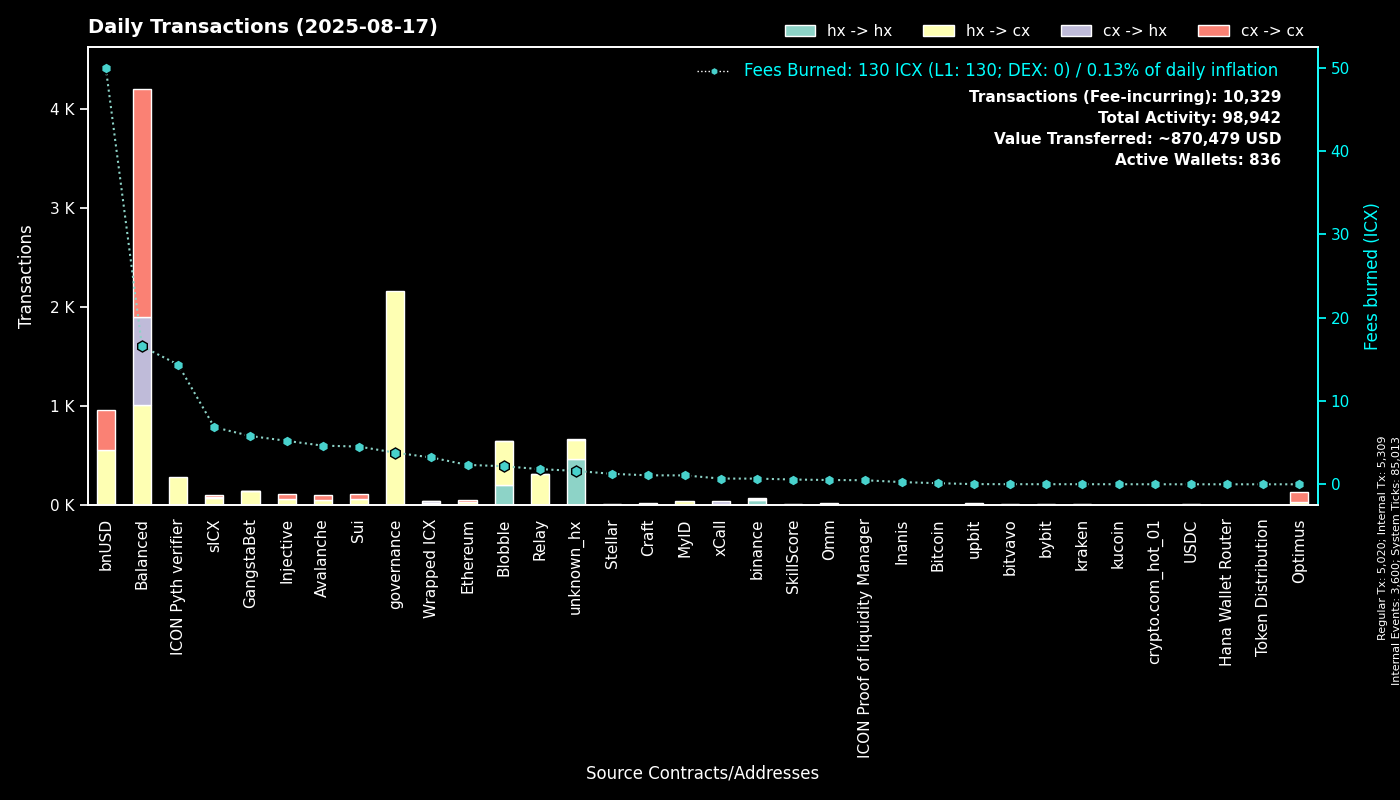 Daily Transactions (2025-08-17)
hx -> hx
hx -> cx
cx -> hx
cx -> cx
Fees Burned: 130 ICX (L1: 130; DEX: 0) / 0.13% of daily inflation
Transactions (Fee-incurring): 10,329
Total Activity: 98,942
Value Transferred: ~870,479 USD
Active Wallets: 836
Transactions
4 K
3 K
2 K
1 K
0 K
50
40
30
20
10
0
Fees burned (ICX)
bnUSD
Balanced
ICON Pyth verifier
sICX
GangstaBet
Injective
Avalanche
Sui
governance
Wrapped ICX
Ethereum
Blobble
Relay
unknown_hx
Stellar
Craft
MyID
xCall
binance
SkillScore
Omm
ICON Proof of liquidity Manager
Inanis
Bitcoin
upbit
bitvavo
bybit
kraken
kucoin
crypto.com_hot_01
USDC
Hana Wallet Router
Token Distribution
Optimus
Source Contracts/Addresses
Regular Tx: 5,020; Internal Tx: 5,309
Internal Events: 3,600; System Ticks: 85,013